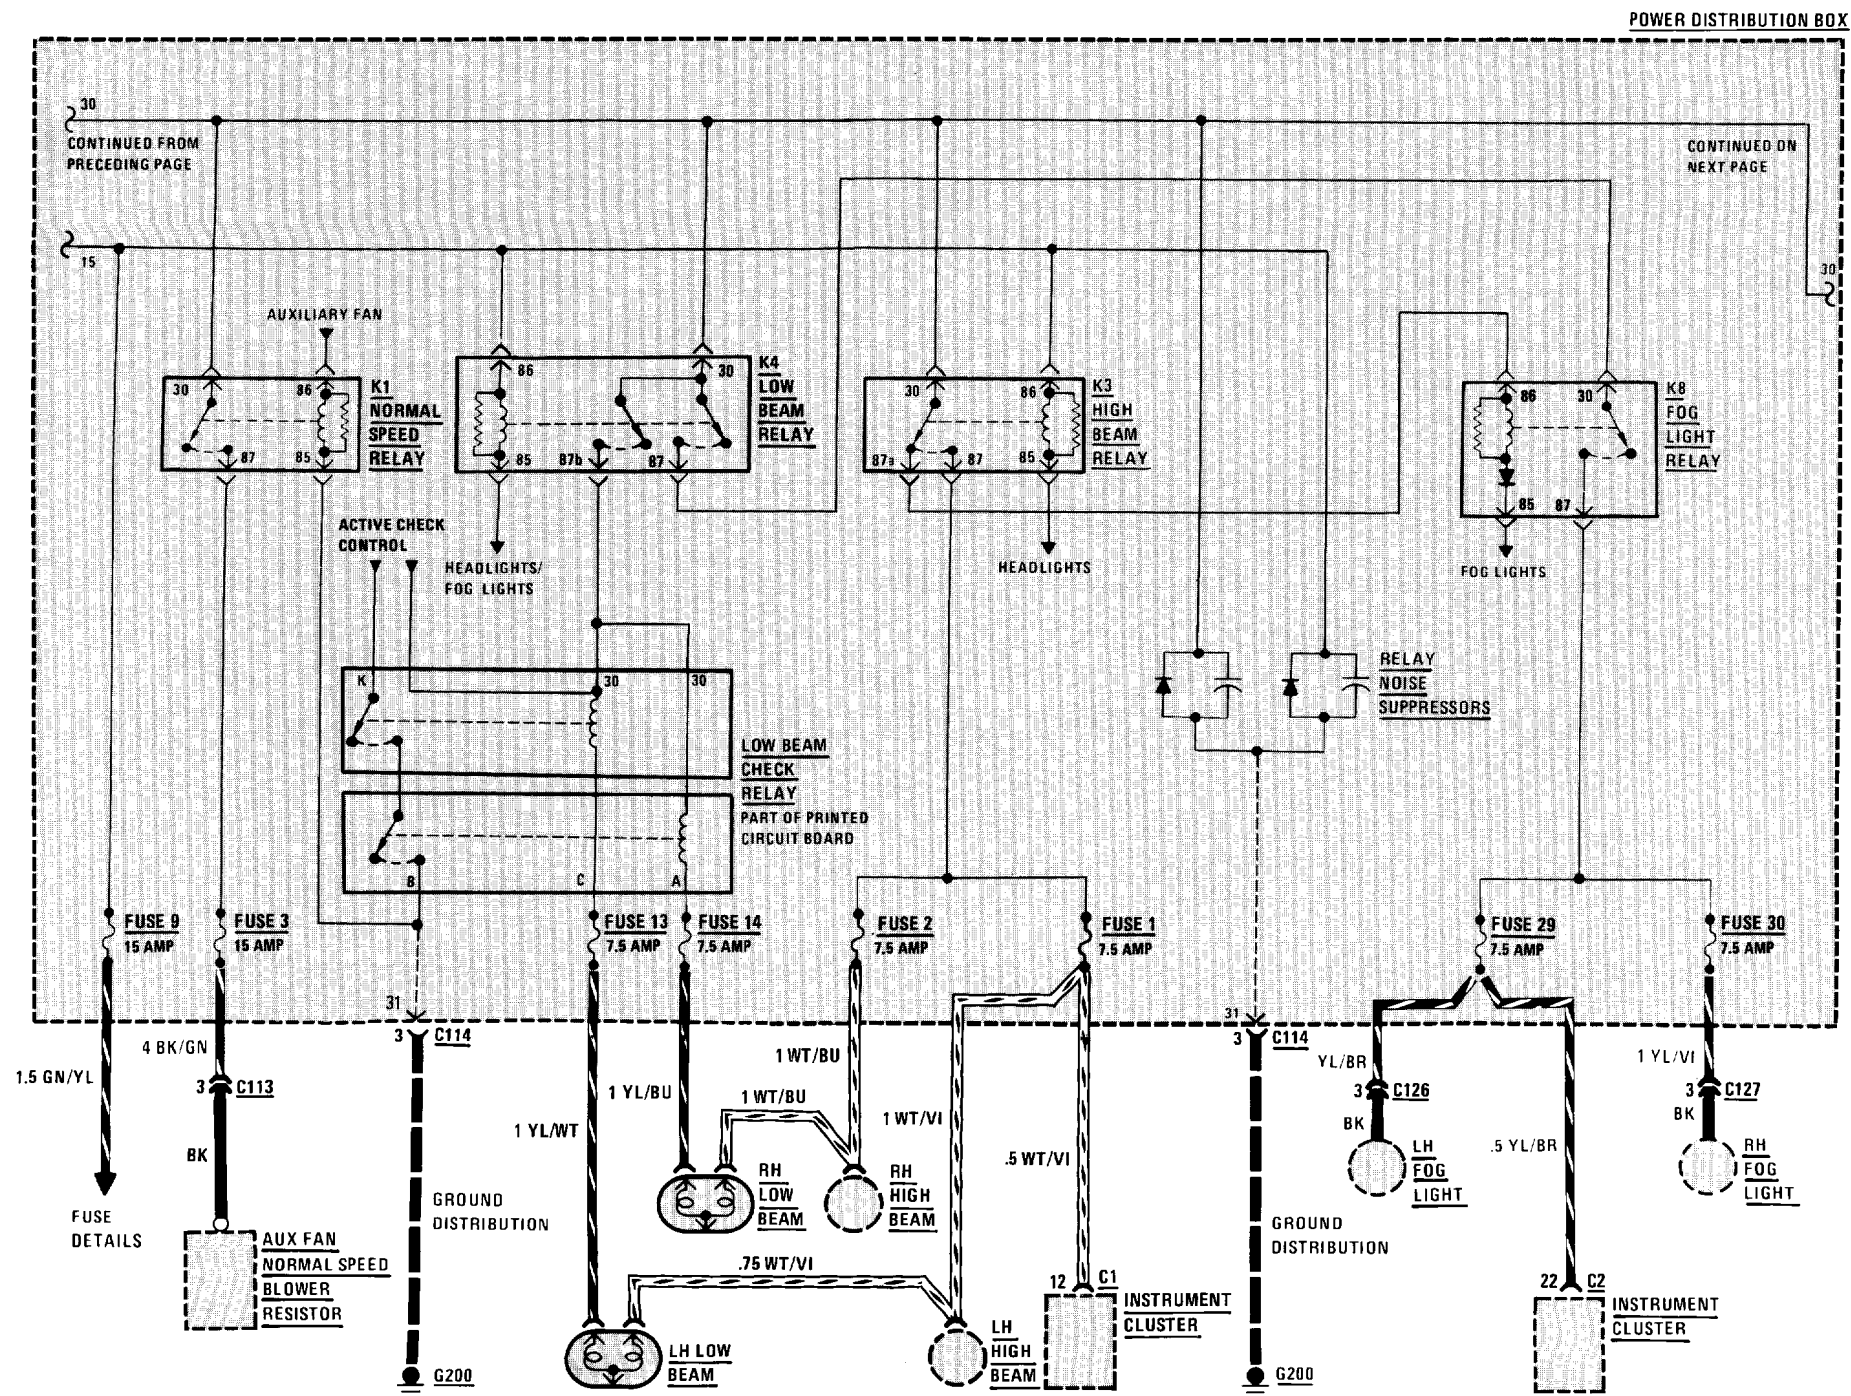 POWER DISTRIBUTION BOX
30
CONTINUED FROM
PRECEDING PAGE
CONTINUED ON
NEXT PAGE
15
30
AUXILIARY FAN
30
86
87
85
K1
NORMAL
SPEED
RELAY
86
30
85
87b
87
K4
LOW
BEAM
RELAY
30
86
87a
87
85
K3
HIGH
BEAM
RELAY
86
30
85
87
K8
FOG
LIGHT
RELAY
ACTIVE CHECK
CONTROL
HEADLIGHTS/
FOG LIGHTS
HEADLIGHTS
FOG LIGHTS
K
30
30
LOW BEAM
CHECK
RELAY
PART OF PRINTED
CIRCUIT BOARD
B
C
A
RELAY
NOISE
SUPPRESSORS
FUSE 9
15 AMP
FUSE 3
15 AMP
FUSE 13
7.5 AMP
FUSE 14
7.5 AMP
FUSE 2
7.5 AMP
FUSE 1
7.5 AMP
FUSE 29
7.5 AMP
FUSE 30
7.5 AMP
31
31
3
C114
3
C114
4 BK/GN
1.5 GN/YL
3
C113
BK
1 YL/WT
1 YL/BU
1 WT/BU
1 WT/BU
1 WT/VI
.5 WT/VI
YL/BR
3
C126
BK
.5 YL/BR
1 YL/VI
3
C127
BK
LH
FOG
LIGHT
RH
FOG
LIGHT
RH
LOW
BEAM
RH
HIGH
BEAM
FUSE
DETAILS
GROUND
DISTRIBUTION
GROUND
DISTRIBUTION
AUX FAN
NORMAL SPEED
BLOWER
RESISTOR
.75 WT/VI
12
C1
INSTRUMENT
CLUSTER
22
C2
INSTRUMENT
CLUSTER
LH LOW
BEAM
LH
HIGH
BEAM
G200
G200